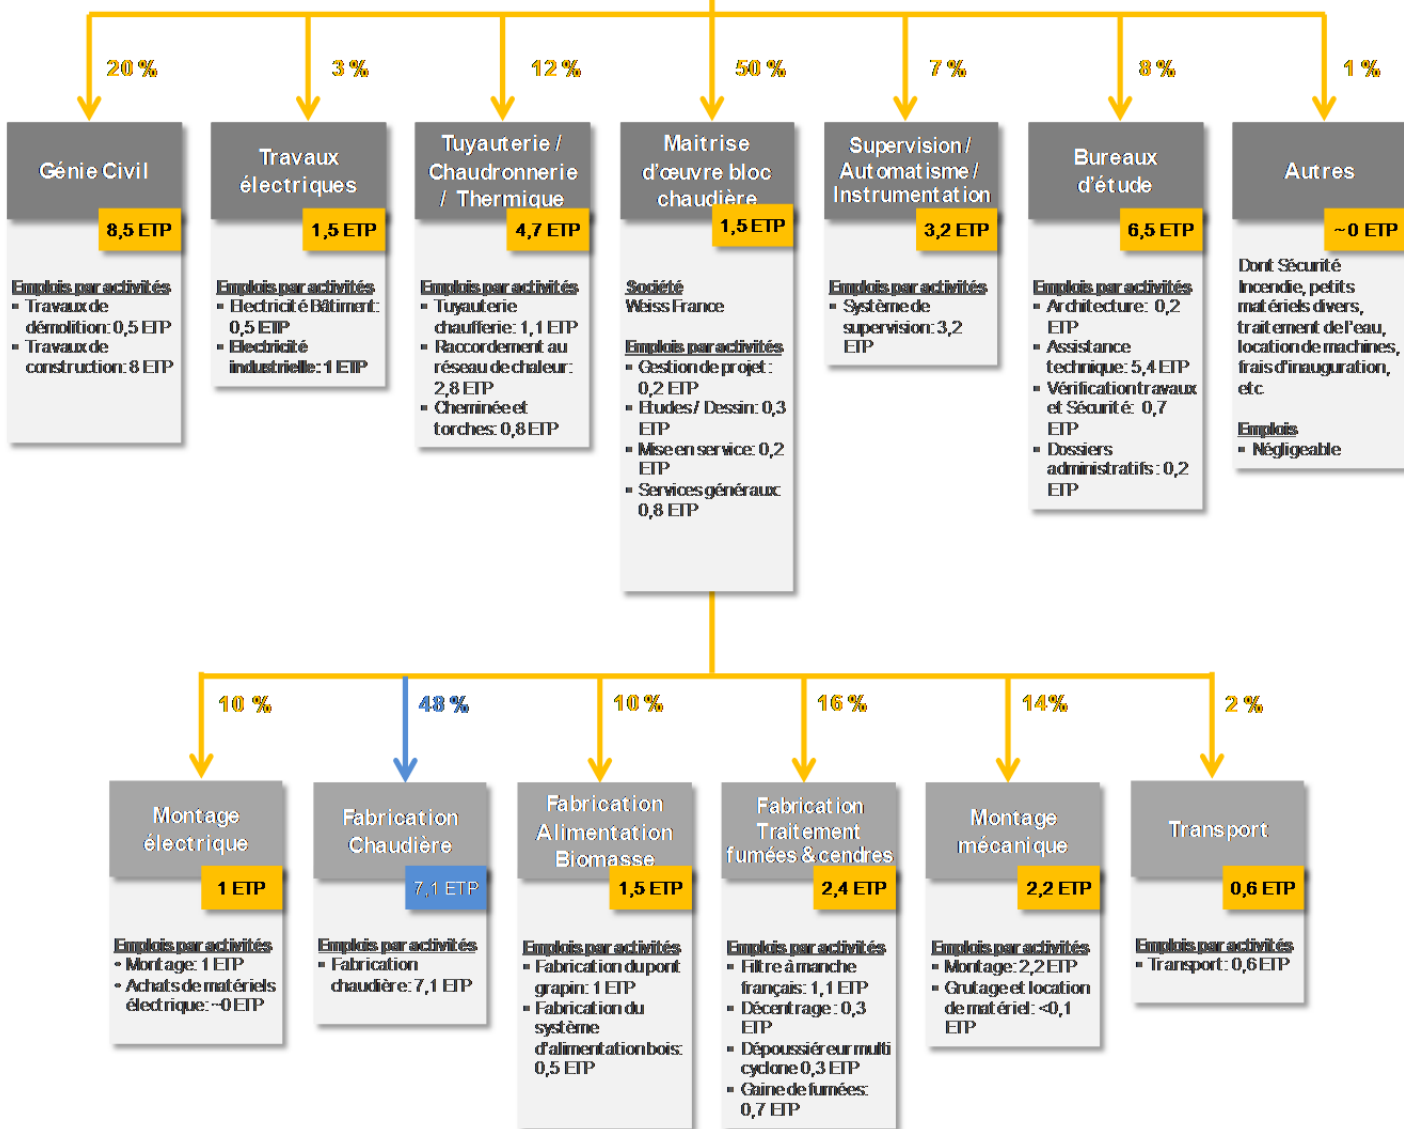 20 %
3 %
12 %
50 %
7 %
8 %
1 %
Génie Civil
8,5 ETP
Emplois par activités
▪ Travaux de
démolition: 0,5 ETP
▪ Travaux de
construction: 8 ETP
Travaux
électriques
1,5 ETP
Emplois par activités
▪ Electricité Bâtiment:
0,5 ETP
▪ Electricité
industrielle: 1 ETP
Tuyauterie /
Chaudronnerie
/ Thermique
4,7 ETP
Emplois par activités
▪ Tuyauterie
chaufferie: 1,1 ETP
▪ Raccordement au
réseau de chaleur:
2,8 ETP
▪ Cheminée et
torches: 0,8 ETP
Maitrise
d'œuvre bloc
chaudière
1,5 ETP
Société
Weiss France
Emplois par activités
▪ Gestion de projet:
0,2 ETP
▪ Etudes / Dessin: 0,3
ETP
▪ Mise en service: 0,2
ETP
▪ Services généraux:
0,8 ETP
Supervision /
Automatisme /
Instrumentation
3,2 ETP
Emplois par activités
▪ Système de
supervision: 3,2
ETP
Bureaux
d'étude
6,5 ETP
Emplois par activités
▪ Architecture: 0,2
ETP
▪ Assistance
technique: 5,4 ETP
▪ Vérification travaux
et Sécurité: 0,7
ETP
▪ Dossiers
administratifs: 0,2
ETP
Autres
~0 ETP
Dont Sécurité
Incendie, petits
matériels divers,
traitement de l'eau,
location de machines,
frais d'inauguration,
etc
Emplois
▪ Négligeable
10 %
48 %
10%
16 %
14%
2 %
Montage
électrique
1 ETP
Emplois par activités
• Montage: 1 ETP
• Achats de matériels
électrique: ~0 ETP
Fabrication
Chaudière
7,1 ETP
Emplois par activités
▪ Fabrication
chaudière: 7,1 ETP
Fabrication
Alimentation
Biomasse
1,5 ETP
Emplois par activités
▪ Fabrication du pont
grapin: 1 ETP
▪ Fabrication du
système
d'alimentation bois:
0,5 ETP
Fabrication
Traitement
fumées & cendres
2,4 ETP
Emplois par activités
▪ Filtre à manche
français: 1,1 ETP
▪ Décentrage: 0,3
ETP
▪ Dépoussiéreur multi
cyclone 0,3 ETP
▪ Gaine de fumées:
0,7 ETP
Montage
mécanique
2,2 ETP
Emplois par activités
▪ Montage: 2,2 ETP
▪ Grutage et location
de matériel: <0,1
ETP
Transport
0,6 ETP
Emplois par activités
▪ Transport: 0,6 ETP